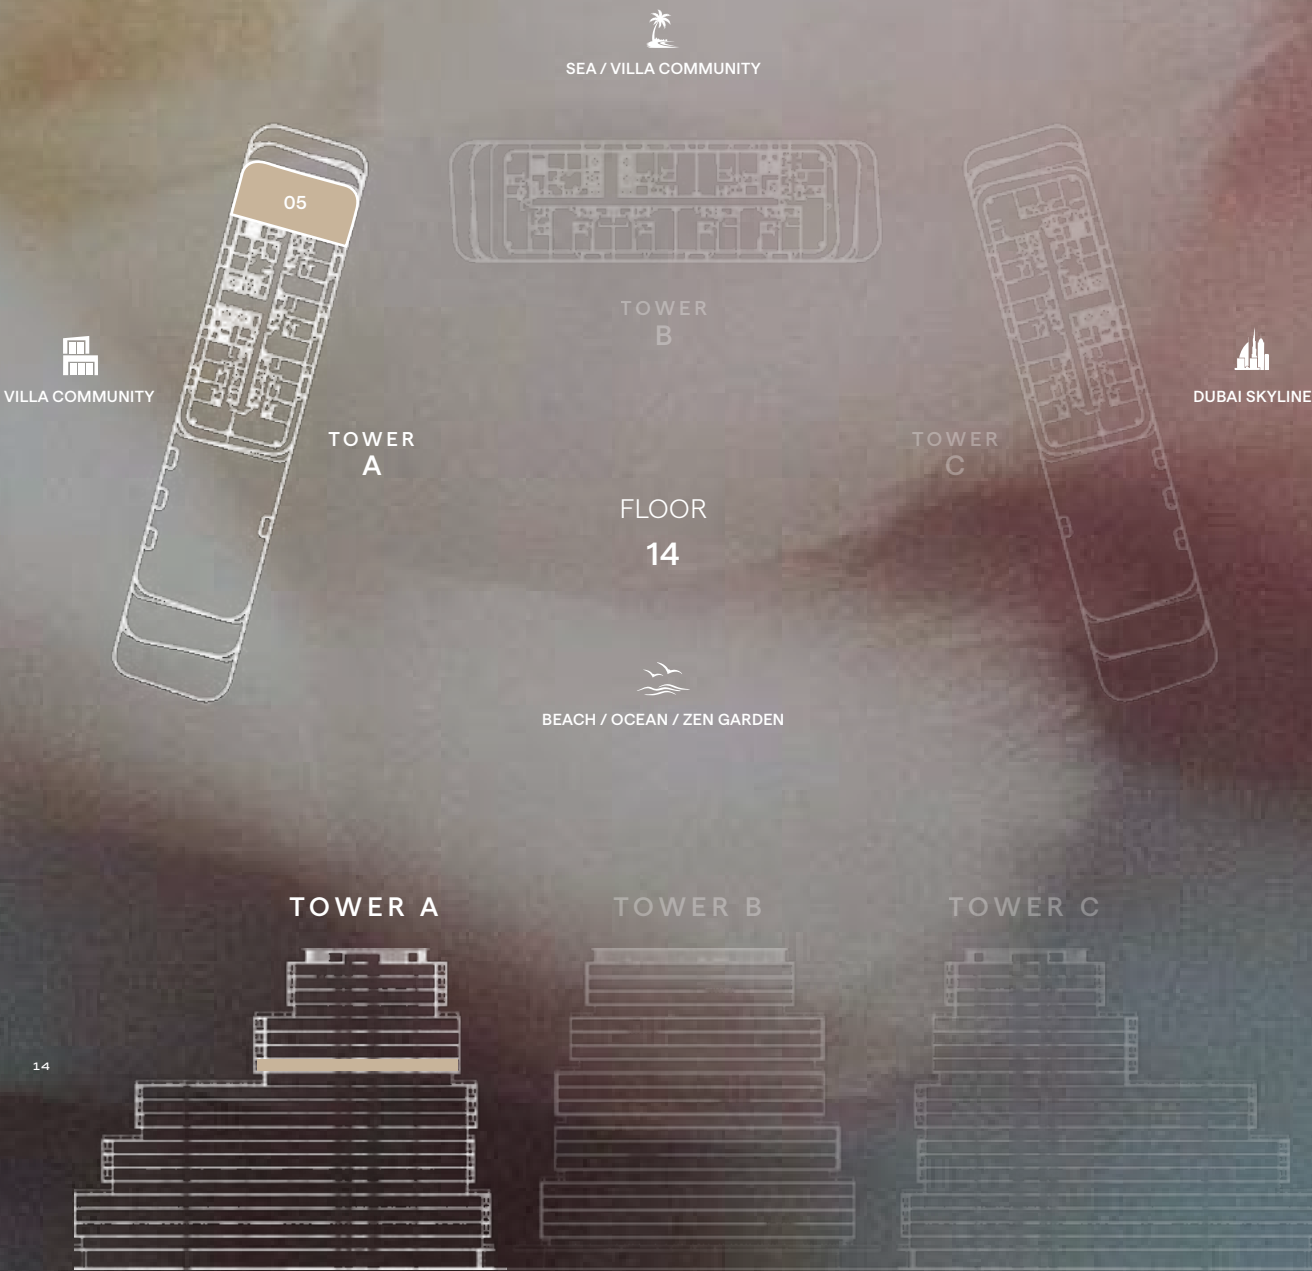 SEA / VILLA COMMUNITY
05
TOWER
B
VILLA COMMUNITY
DUBAI SKYLINE
TOWER
A
TOWER
C
FLOOR
14
BEACH / OCEAN / ZEN GARDEN
TOWER A
TOWER B
TOWER C
14